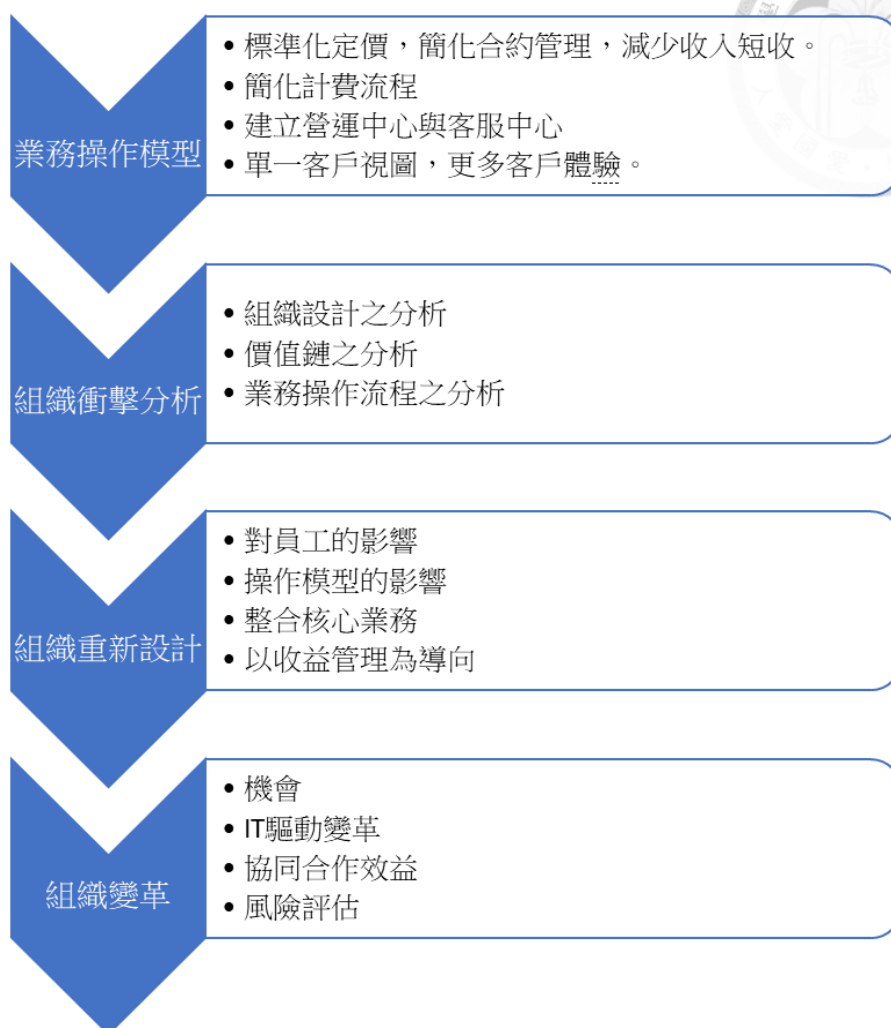 業務操作模型
• 標準化定價，簡化合約管理，減少收入短收。
• 簡化計費流程
• 建立營運中心與客服中心
• 單一客戶視圖，更多客戶體驗。
組織衝擊分析
• 組織設計之分析
• 價值鏈之分析
• 業務操作流程之分析
組織重新設計
• 對員工的影響
• 操作模型的影響
• 整合核心業務
• 以收益管理為導向
組織變革
• 機會
• IT驅動變革
• 協同合作效益
• 風險評估